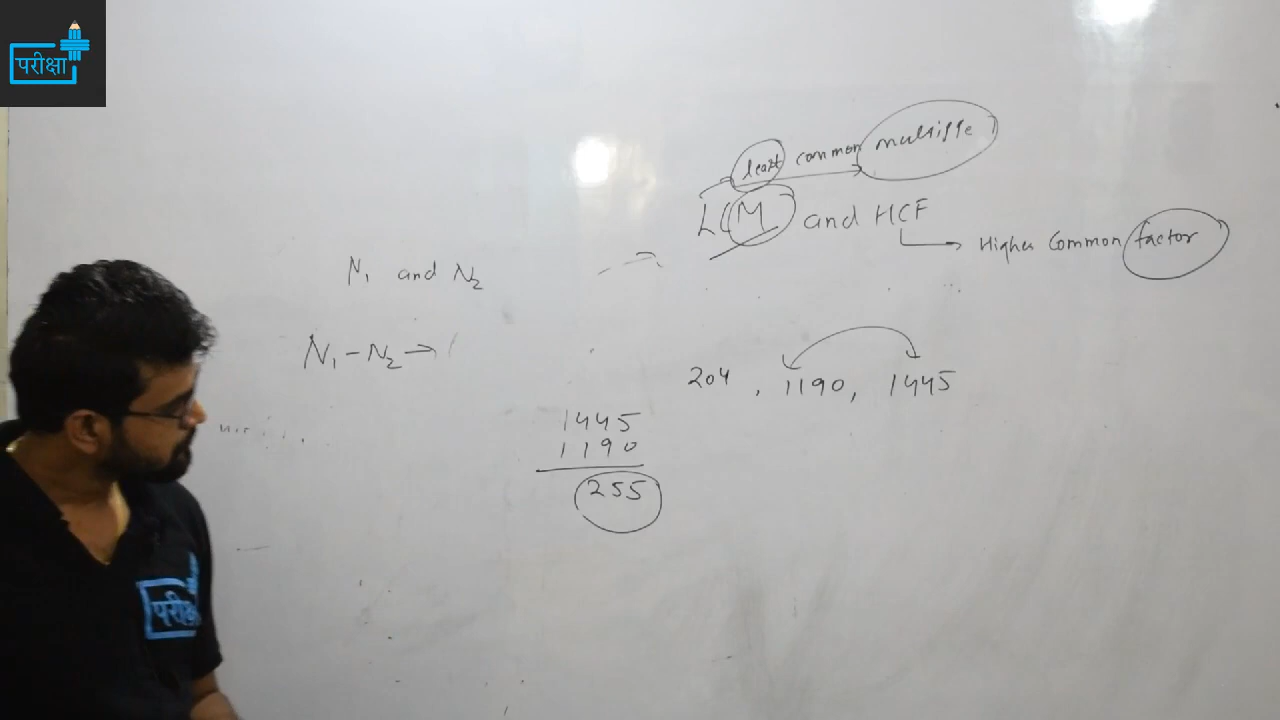 परीक्षा
least common multiple
LCM and HCF
Higher Common factor
N₁ and N₂
N₁ - N₂ →
204 , 1190, 1445
1445
1190
255
परीक्षा